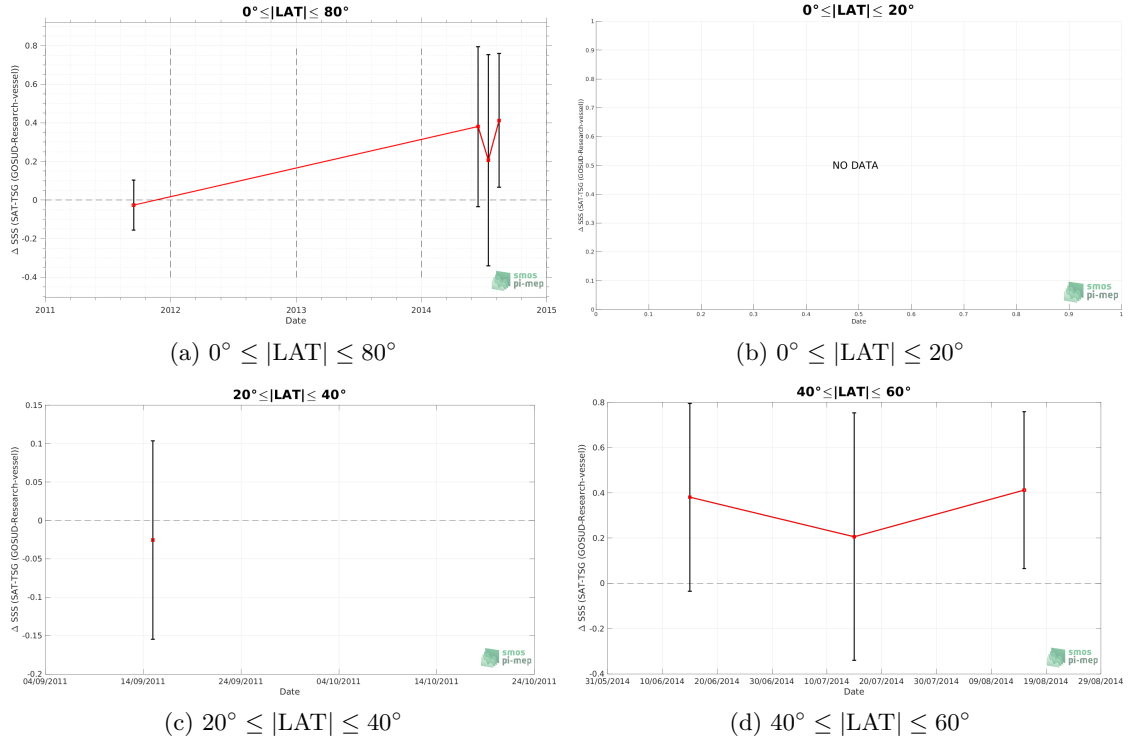 0°≤|LAT|≤ 80°
Δ SSS (SAT-TSG (GOSUD-Research-vessel))
0.8
0.6
0.4
0.2
0
-0.2
-0.4
2011
2012
2013
2014
2015
Date
smos
pi-mep
(a) 0° ≤ |LAT| ≤ 80°
0°≤|LAT|≤ 20°
Δ SSS (SAT-TSG (GOSUD-Research-vessel))
1
0.9
0.8
0.7
0.6
0.5
0.4
0.3
0.2
0.1
0
NO DATA
0
0.1
0.2
0.3
0.4
0.5
0.6
0.7
0.8
0.9
1
Date
smos
pi-mep
(b) 0° ≤ |LAT| ≤ 20°
20°≤|LAT|≤ 40°
Δ SSS (SAT-TSG (GOSUD-Research-vessel))
0.15
0.1
0.05
0
-0.05
-0.1
-0.15
-0.2
04/09/2011
14/09/2011
24/09/2011
04/10/2011
14/10/2011
24/10/2011
Date
smos
pi-mep
(c) 20° ≤ |LAT| ≤ 40°
40°≤|LAT|≤ 60°
Δ SSS (SAT-TSG (GOSUD-Research-vessel))
0.8
0.6
0.4
0.2
0
-0.2
-0.4
31/05/2014
10/06/2014
20/06/2014
30/06/2014
10/07/2014
20/07/2014
30/07/2014
09/08/2014
19/08/2014
29/08/2014
Date
smos
pi-mep
(d) 40° ≤ |LAT| ≤ 60°